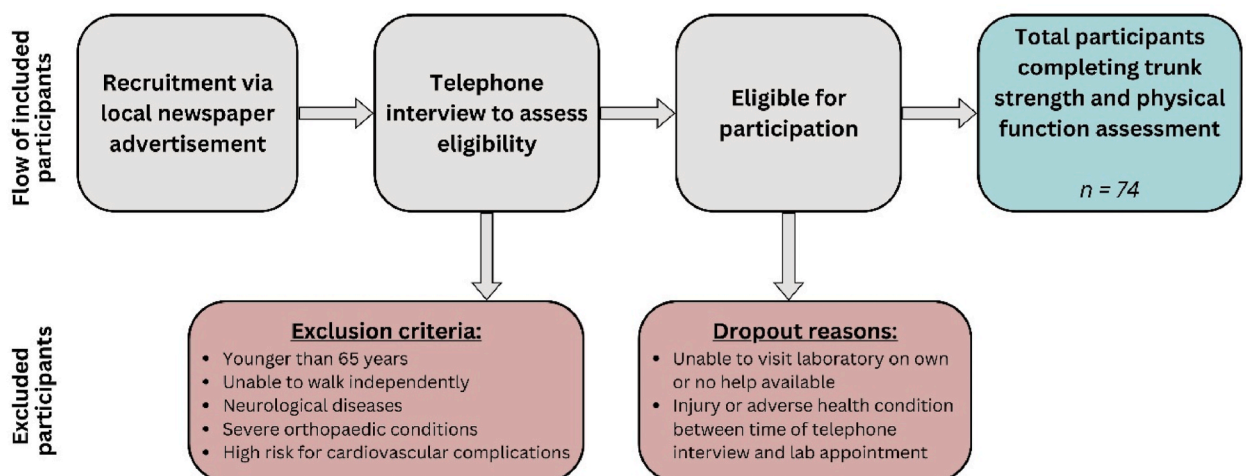 Flow of included
participants
Recruitment via
local newspaper
advertisement
Telephone
interview to assess
eligibility
Eligible for
participation
Total participants
completing trunk
strength and physical
function assessment
n = 74
Excluded
participants
Exclusion criteria:
• Younger than 65 years
• Unable to walk independently
• Neurological diseases
• Severe orthopaedic conditions
• High risk for cardiovascular complications
Dropout reasons:
• Unable to visit laboratory on own
or no help available
• Injury or adverse health condition
between time of telephone
interview and lab appointment